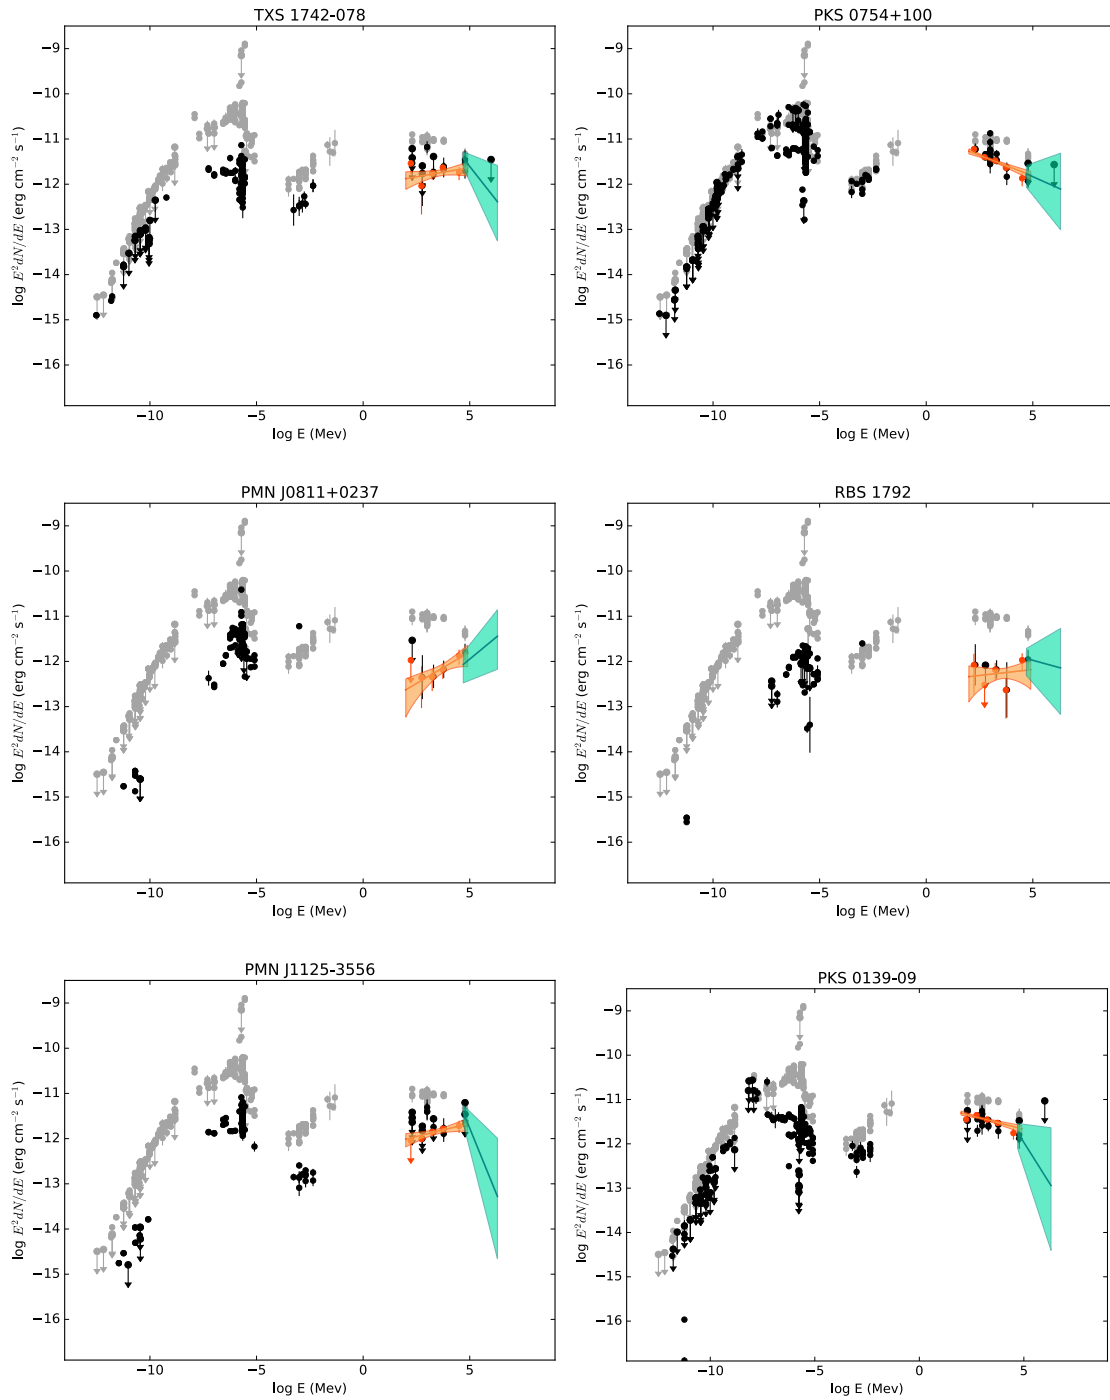 TXS 1742-078
−9
−10
−11
−12
−13
−14
−15
−16
log E²dN/dE (erg cm⁻² s⁻¹)
−10 −5 0 5
log E (Mev)
PKS 0754+100
−9
−10
−11
−12
−13
−14
−15
−16
log E²dN/dE (erg cm⁻² s⁻¹)
−10 −5 0 5
log E (Mev)
PMN J0811+0237
−9
−10
−11
−12
−13
−14
−15
−16
log E²dN/dE (erg cm⁻² s⁻¹)
−10 −5 0 5
log E (Mev)
RBS 1792
−9
−10
−11
−12
−13
−14
−15
−16
log E²dN/dE (erg cm⁻² s⁻¹)
−10 −5 0 5
log E (Mev)
PMN J1125-3556
−9
−10
−11
−12
−13
−14
−15
−16
log E²dN/dE (erg cm⁻² s⁻¹)
−10 −5 0 5
log E (Mev)
PKS 0139-09
−9
−10
−11
−12
−13
−14
−15
−16
log E²dN/dE (erg cm⁻² s⁻¹)
−10 −5 0 5
log E (Mev)